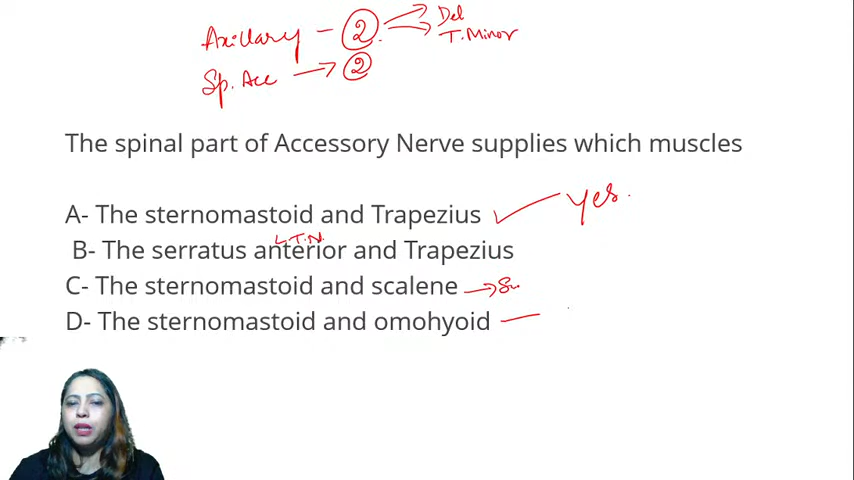 Axillary - 2 Del
T. Minor
Sp. Acc → 2
The spinal part of Accessory Nerve supplies which muscles
A- The sternomastoid and Trapezius yes.
L.T.N.
B- The serratus anterior and Trapezius
C- The sternomastoid and scalene →
D- The sternomastoid and omohyoid